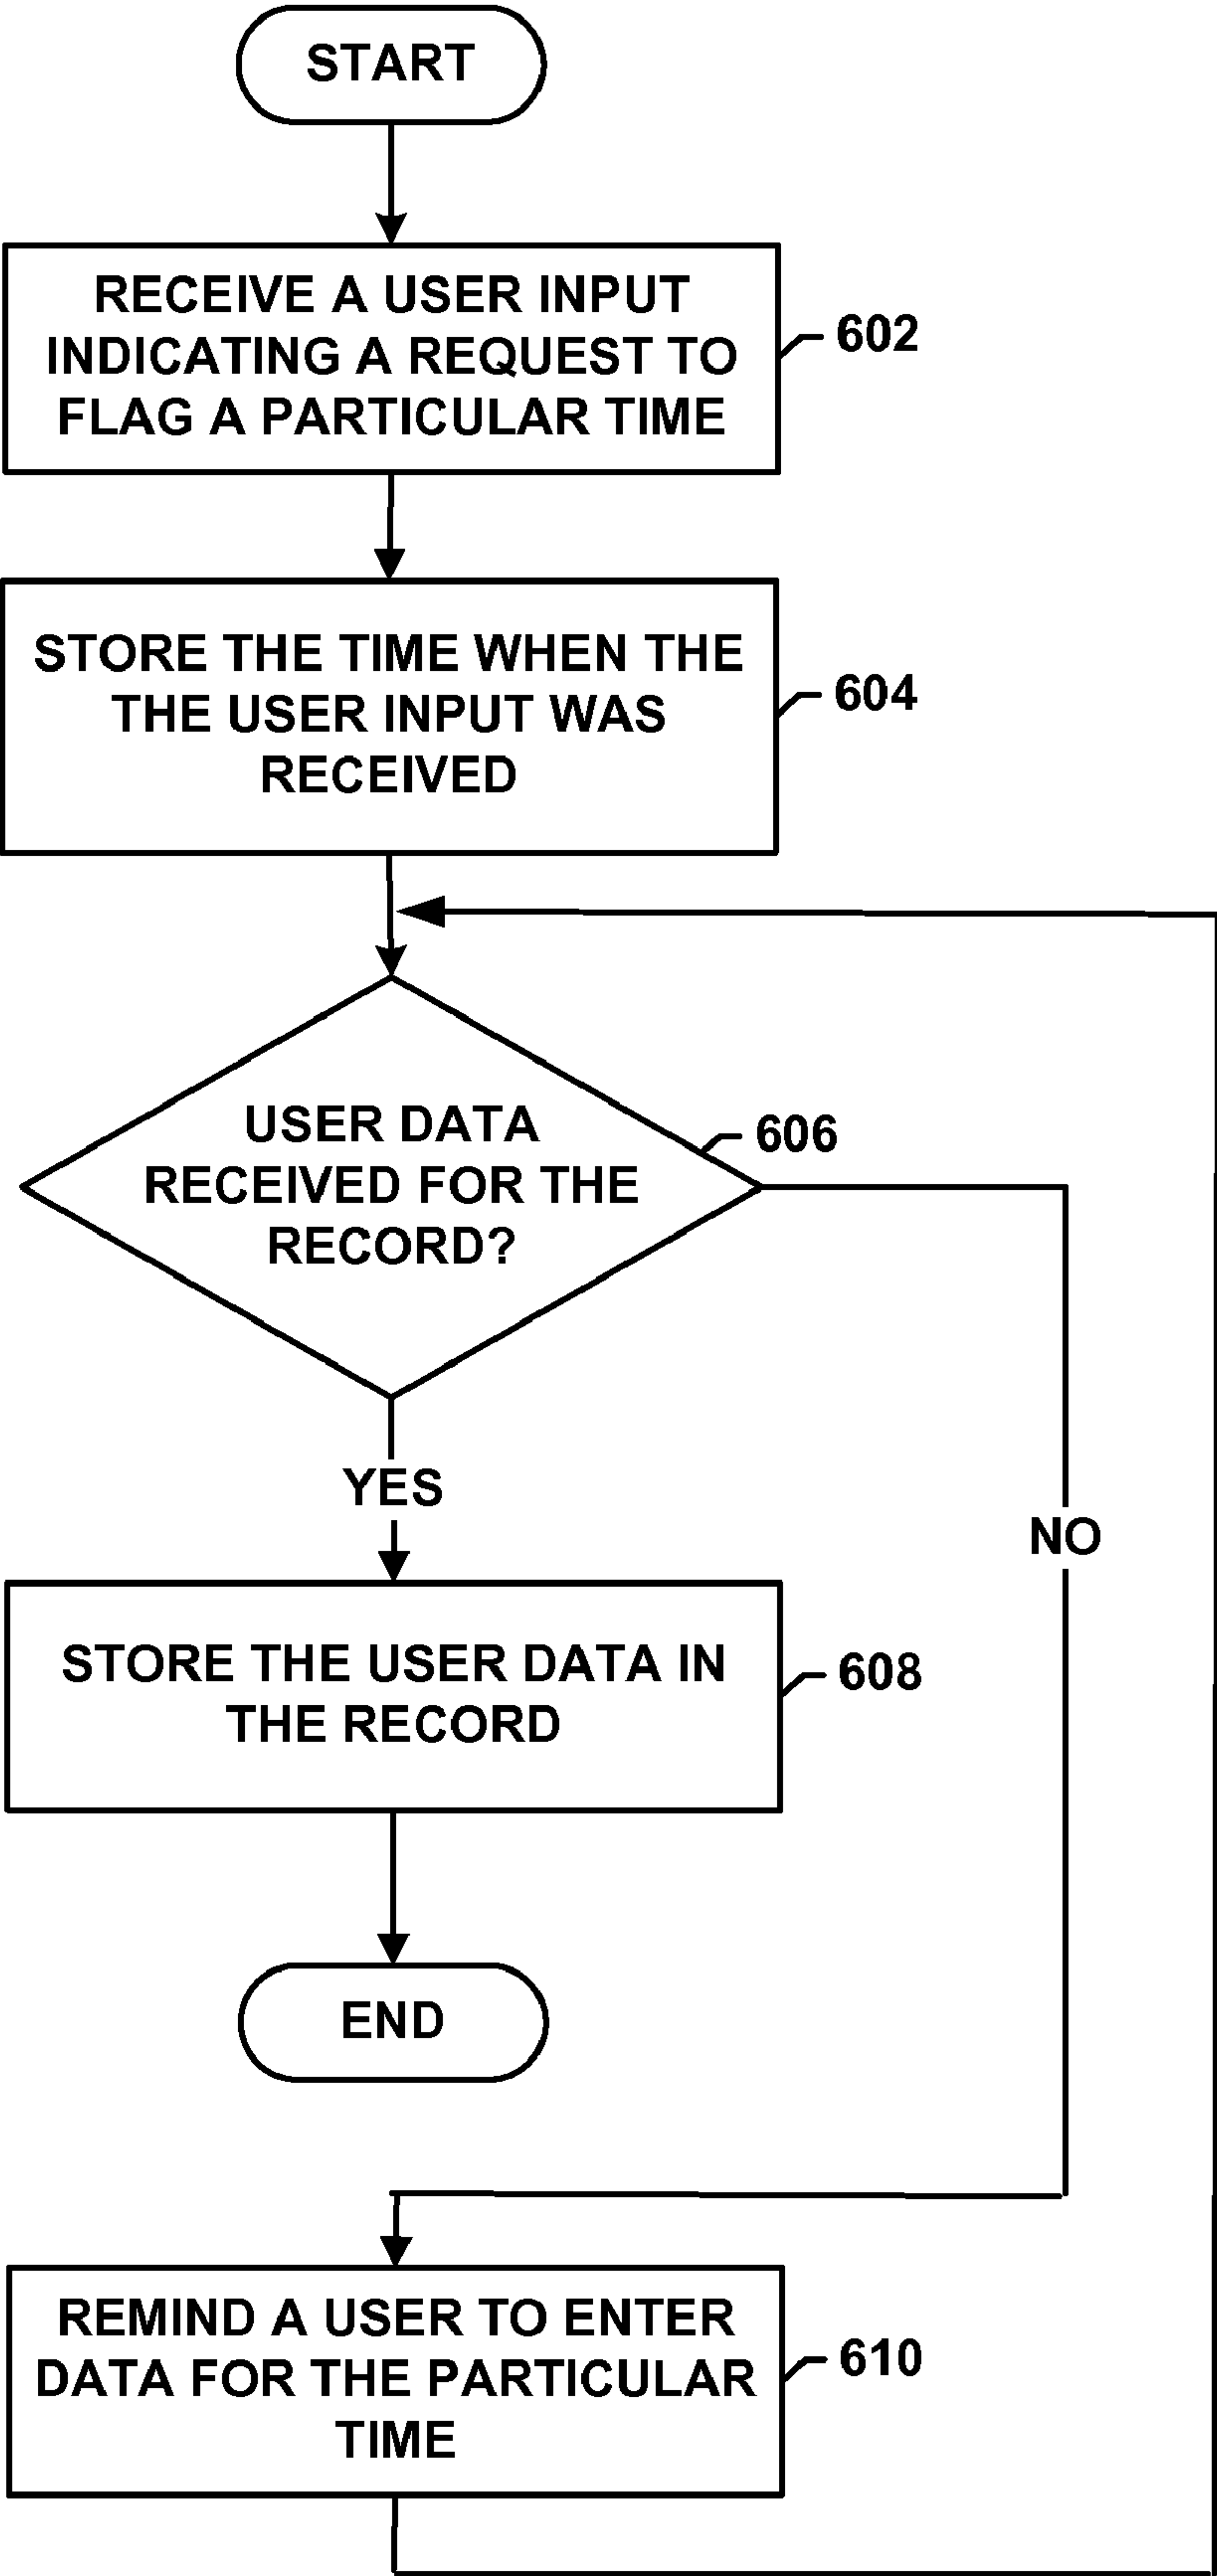 START
RECEIVE A USER INPUT
INDICATING A REQUEST TO
FLAG A PARTICULAR TIME
602
STORE THE TIME WHEN THE
THE USER INPUT WAS
RECEIVED
604
USER DATA
RECEIVED FOR THE
RECORD?
606
YES
NO
STORE THE USER DATA IN
THE RECORD
608
END
REMIND A USER TO ENTER
DATA FOR THE PARTICULAR
TIME
610